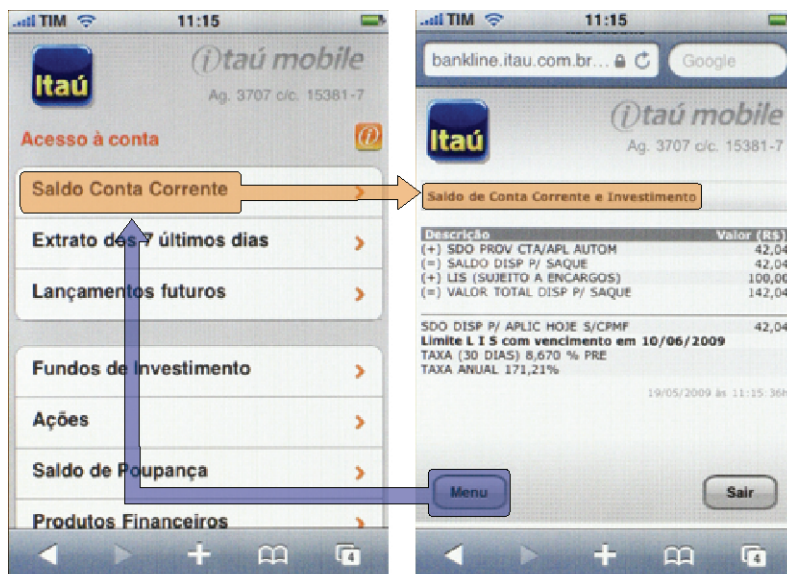 TIM 11:15
Itaú
itaú mobile
Ag. 3707 c/c. 15381-7
Acesso à conta
Saldo Conta Corrente
Extrato dos 7 últimos dias
Lançamentos futuros
Fundos de Investimento
Ações
Saldo de Poupança
Produtos Financeiros
4
TIM 11:15
bankline.itau.com.br... Google
Itaú
itaú mobile
Ag. 3707 c/c. 15381-7
Saldo de Conta Corrente e Investimento
Descrição Valor (R$)
(+) SDO PROV CTA/APL AUTOM 42,04
(=) SALDO DISP P/ SAQUE 42,04
(+) LIS (SUJEITO A ENCARGOS) 100,00
(=) VALOR TOTAL DISP P/ SAQUE 142,04
SDO DISP P/ APLIC HOJE S/CPMF 42,04
Limite L I S com vencimento em 10/06/2009
TAXA (30 DIAS) 8,670 % PRE
TAXA ANUAL 171,21%
19/05/2009 às 11:15:36h
Menu Sair
4